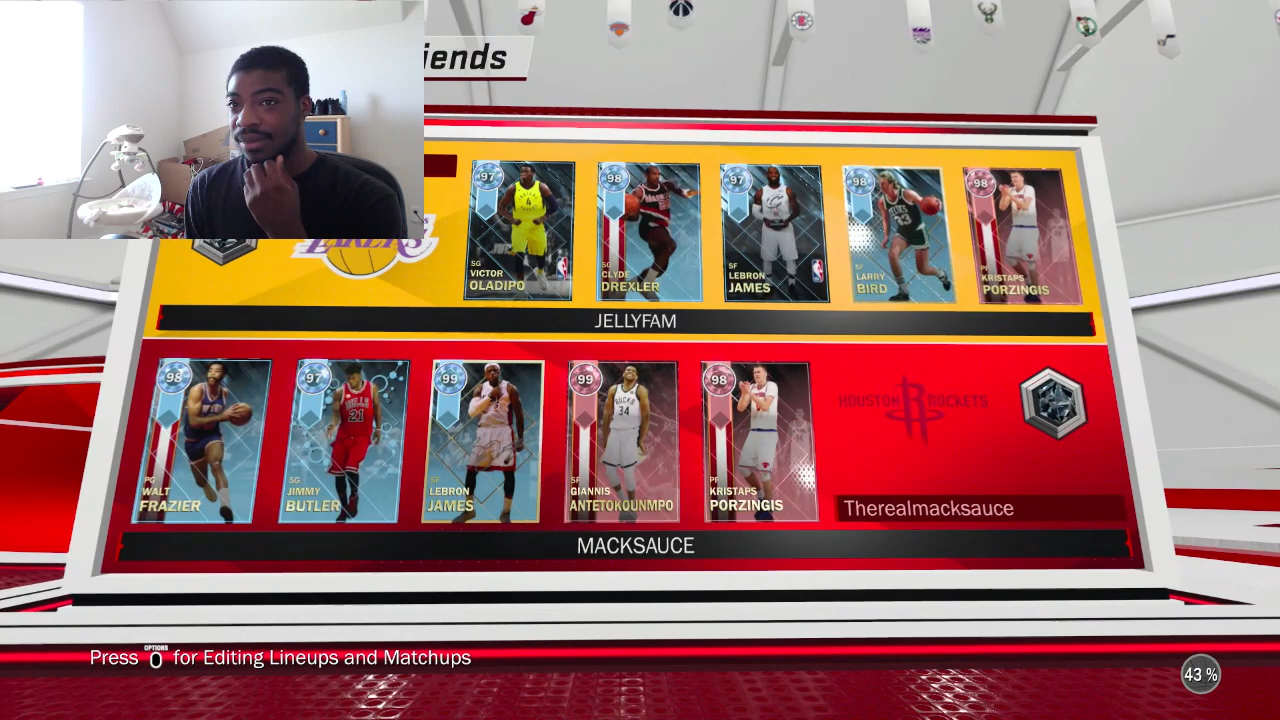 iends
97
SG
VICTOR
OLADIPO
98
SG
CLYDE
DREXLER
97
SF
LEBRON
JAMES
98
SF
LARRY
BIRD
98
PF
KRISTAPS
PORZINGIS
JELLYFAM
98
PG
WALT
FRAZIER
97
SG
JIMMY
BUTLER
99
SF
LEBRON
JAMES
99
SF
GIANNIS
ANTETOKOUNMPO
98
PF
KRISTAPS
PORZINGIS
HOUSTON R ROCKETS
Therealmacksauce
MACKSAUCE
Press OPTIONS for Editing Lineups and Matchups
43 %